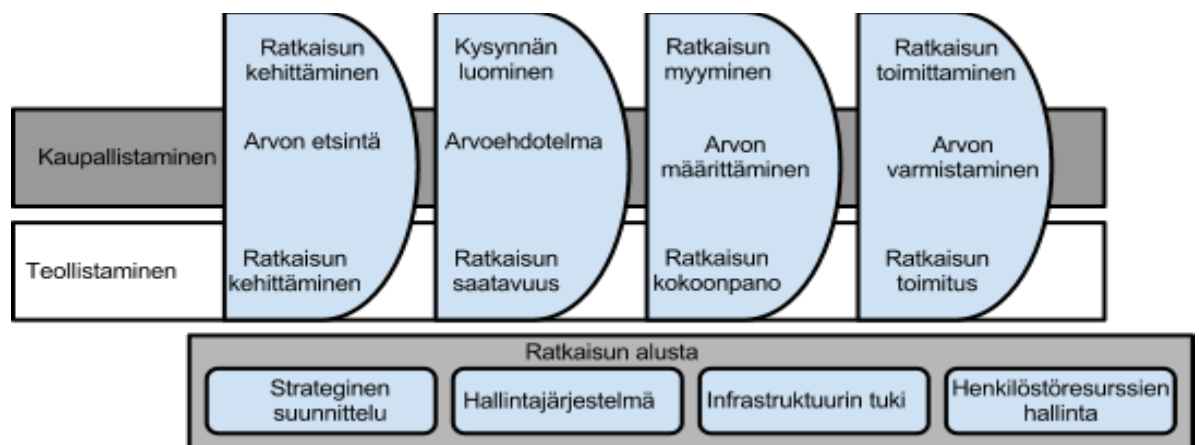 Ratkaisun
kehittäminen
Kysynnän
luominen
Ratkaisun
myyminen
Ratkaisun
toimittaminen
Kaupallistaminen
Arvon etsintä
Arvoehdotelma
Arvon
määrittäminen
Arvon
varmistaminen
Teollistaminen
Ratkaisun
kehittäminen
Ratkaisun
saatavuus
Ratkaisun
kokoonpano
Ratkaisun
toimitus
Ratkaisun alusta
Strateginen
suunnittelu
Hallintajärjestelmä
Infrastruktuurin tuki
Henkilöstöresurssien
hallinta